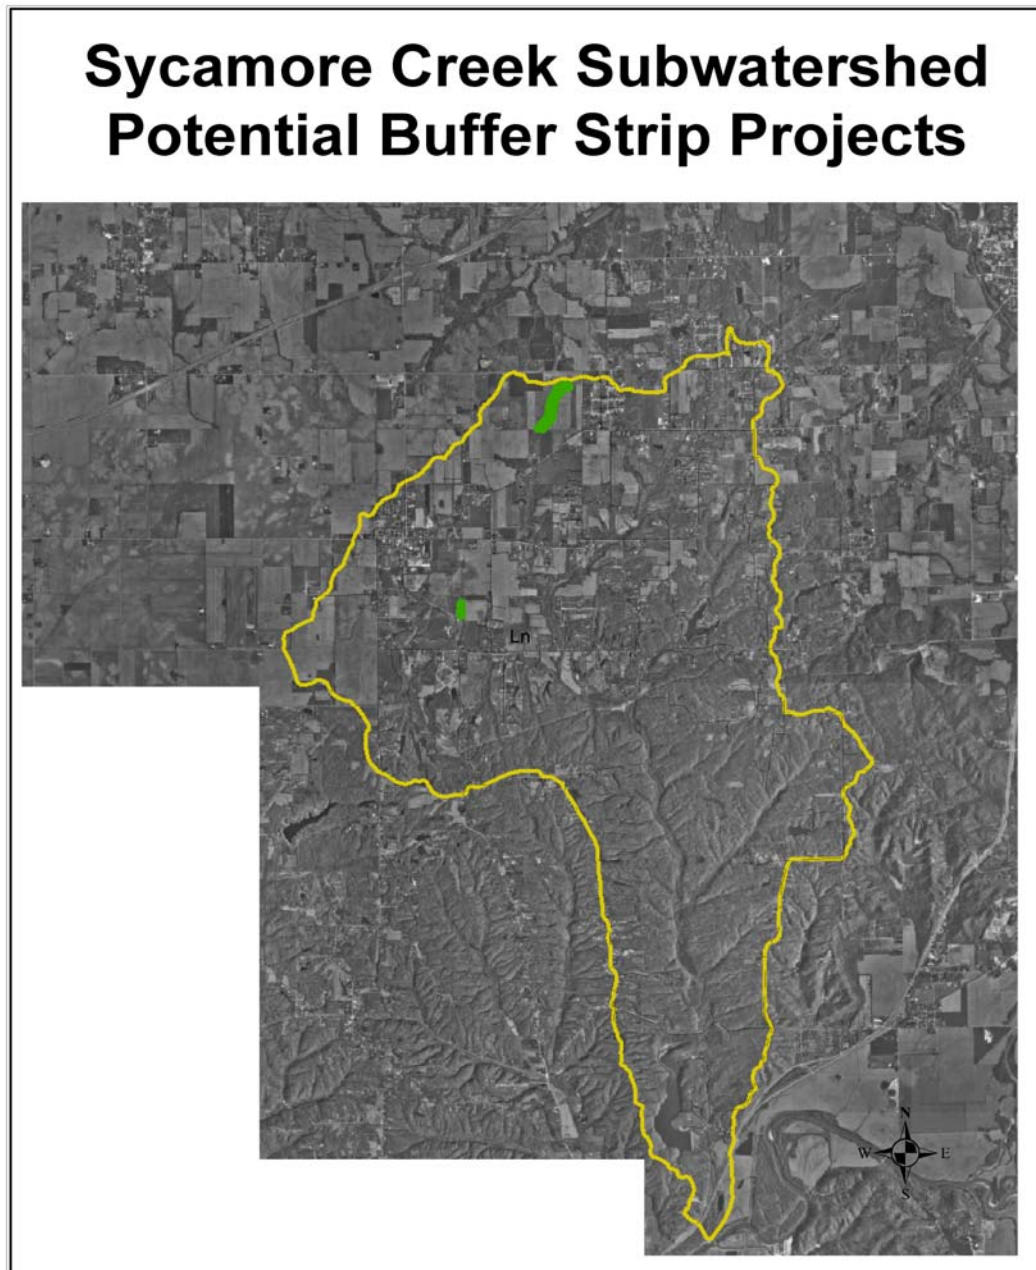 Sycamore Creek Subwatershed
Potential Buffer Strip Projects
Ln
N
W E
S